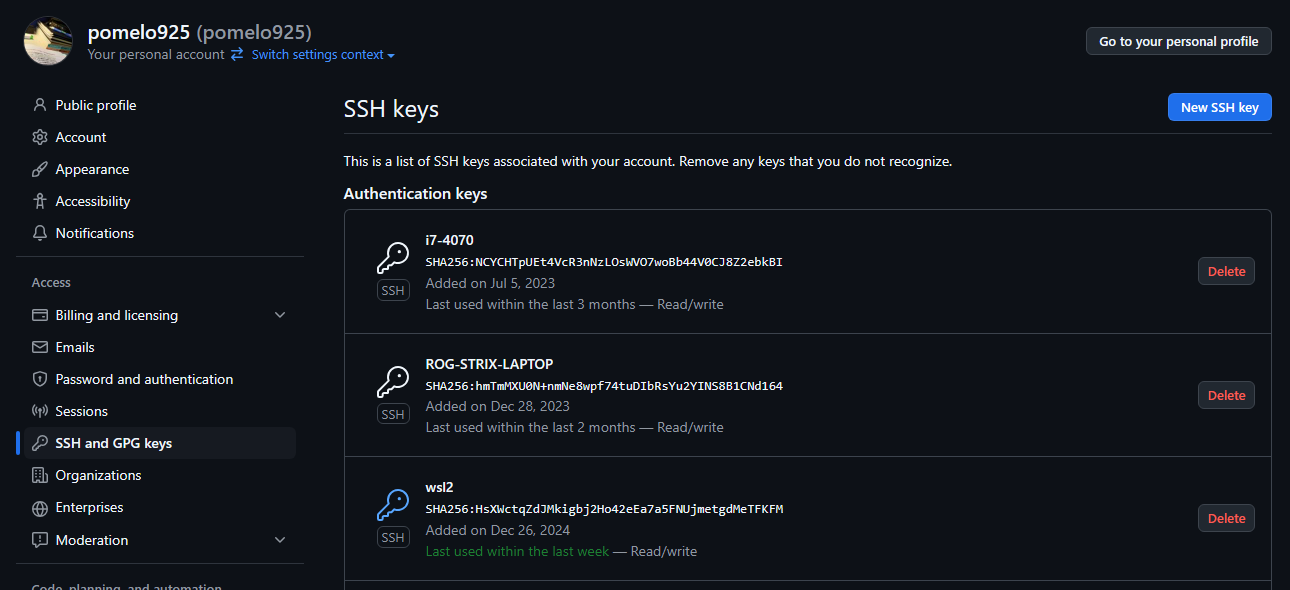 pomelo925 (pomelo925)
Your personal account Switch settings context
Go to your personal profile
Public profile
Account
Appearance
Accessibility
Notifications
Access
Billing and licensing
Emails
Password and authentication
Sessions
SSH and GPG keys
Organizations
Enterprises
Moderation
Code, planning, and automation
SSH keys
New SSH key
This is a list of SSH keys associated with your account. Remove any keys that you do not recognize.
Authentication keys
i7-4070
SHA256:NCYCHTpUEt4VcR3nNzLOsWVO7woBb44V0CJ8Z2ebkBI
Added on Jul 5, 2023
Last used within the last 3 months — Read/write
SSH
Delete
ROG-STRIX-LAPTOP
SHA256:hmTmMXU0N+nmNe8wpf74tuDIbRsYu2YINS8B1CNd164
Added on Dec 28, 2023
Last used within the last 2 months — Read/write
SSH
Delete
wsl2
SHA256:HsXWctqZdJMkigbj2Ho42eEa7a5FNUjmetgdMeTFKFM
Added on Dec 26, 2024
Last used within the last week — Read/write
SSH
Delete